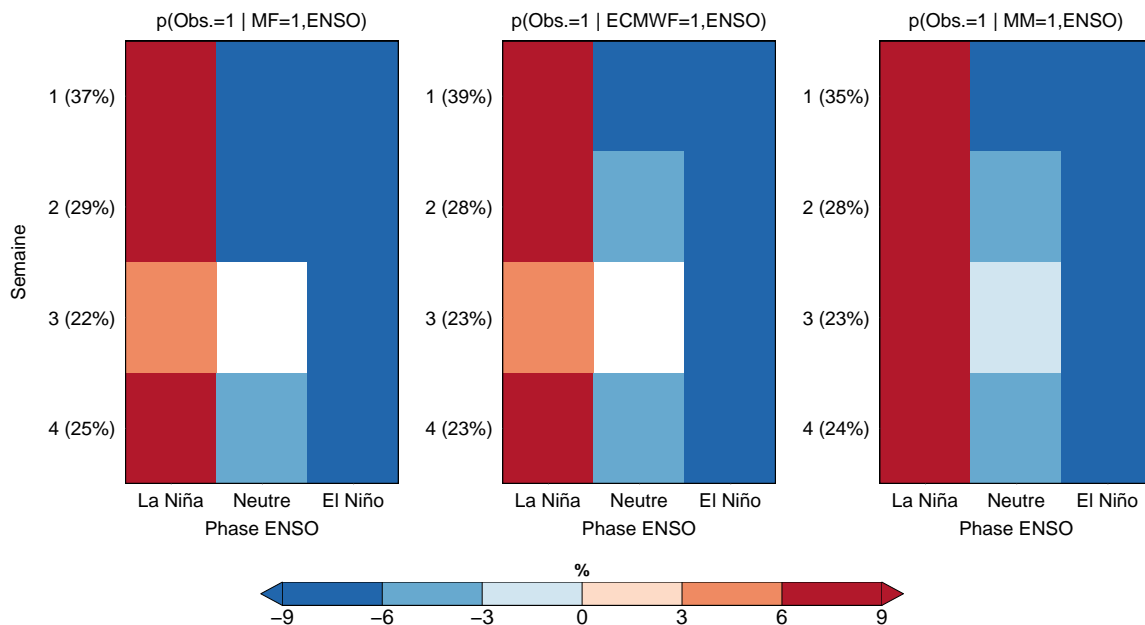 p(Obs.=1 | MF=1,ENSO)
p(Obs.=1 | ECMWF=1,ENSO)
p(Obs.=1 | MM=1,ENSO)
Semaine
1 (37%)
2 (29%)
3 (22%)
4 (25%)
La Niña Neutre El Niño
Phase ENSO
1 (39%)
2 (28%)
3 (23%)
4 (23%)
La Niña Neutre El Niño
Phase ENSO
1 (35%)
2 (28%)
3 (23%)
4 (24%)
La Niña Neutre El Niño
Phase ENSO
%
–9 –6 –3 0 3 6 9